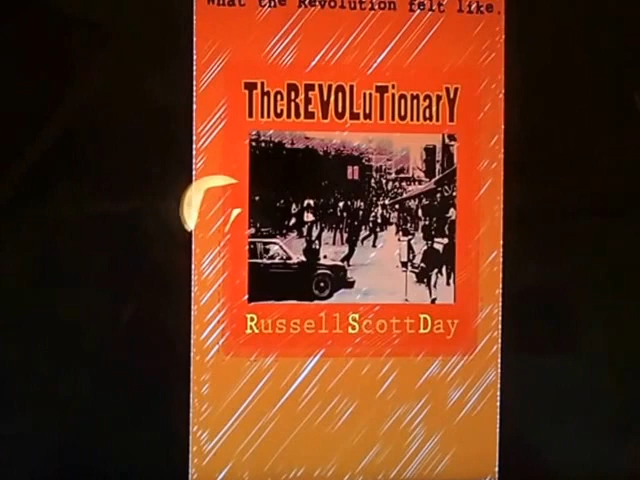 What the Revolution felt like.
TheREVOLuTionarY
RussellScottDay